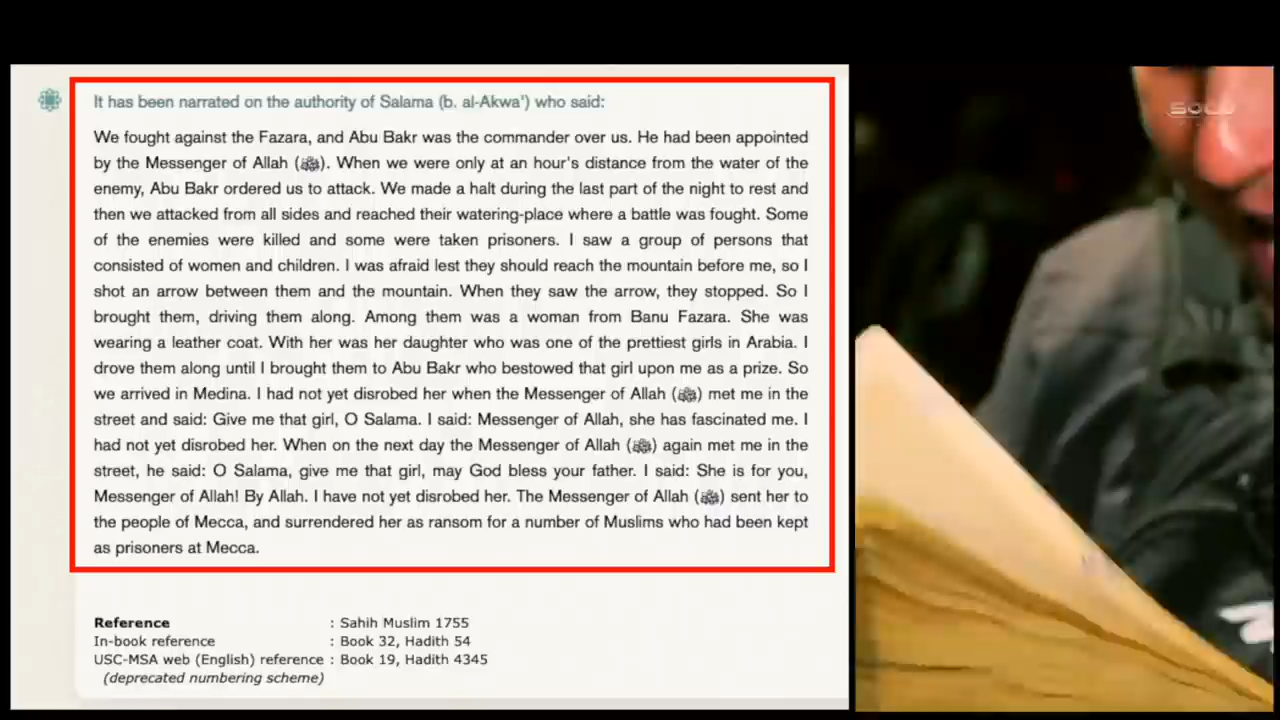 It has been narrated on the authority of Salama (b. al-Akwa') who said:
We fought against the Fazara, and Abu Bakr was the commander over us. He had been appointed
by the Messenger of Allah (ﷺ). When we were only at an hour's distance from the water of the
enemy, Abu Bakr ordered us to attack. We made a halt during the last part of the night to rest and
then we attacked from all sides and reached their watering-place where a battle was fought. Some
of the enemies were killed and some were taken prisoners. I saw a group of persons that
consisted of women and children. I was afraid lest they should reach the mountain before me, so I
shot an arrow between them and the mountain. When they saw the arrow, they stopped. So I
brought them, driving them along. Among them was a woman from Banu Fazara. She was
wearing a leather coat. With her was her daughter who was one of the prettiest girls in Arabia. I
drove them along until I brought them to Abu Bakr who bestowed that girl upon me as a prize. So
we arrived in Medina. I had not yet disrobed her when the Messenger of Allah (ﷺ) met me in the
street and said: Give me that girl, O Salama. I said: Messenger of Allah, she has fascinated me. I
had not yet disrobed her. When on the next day the Messenger of Allah (ﷺ) again met me in the
street, he said: O Salama, give me that girl, may God bless your father. I said: She is for you,
Messenger of Allah! By Allah. I have not yet disrobed her. The Messenger of Allah (ﷺ) sent her to
the people of Mecca, and surrendered her as ransom for a number of Muslims who had been kept
as prisoners at Mecca.
Reference : Sahih Muslim 1755
In-book reference : Book 32, Hadith 54
USC-MSA web (English) reference : Book 19, Hadith 4345
(deprecated numbering scheme)